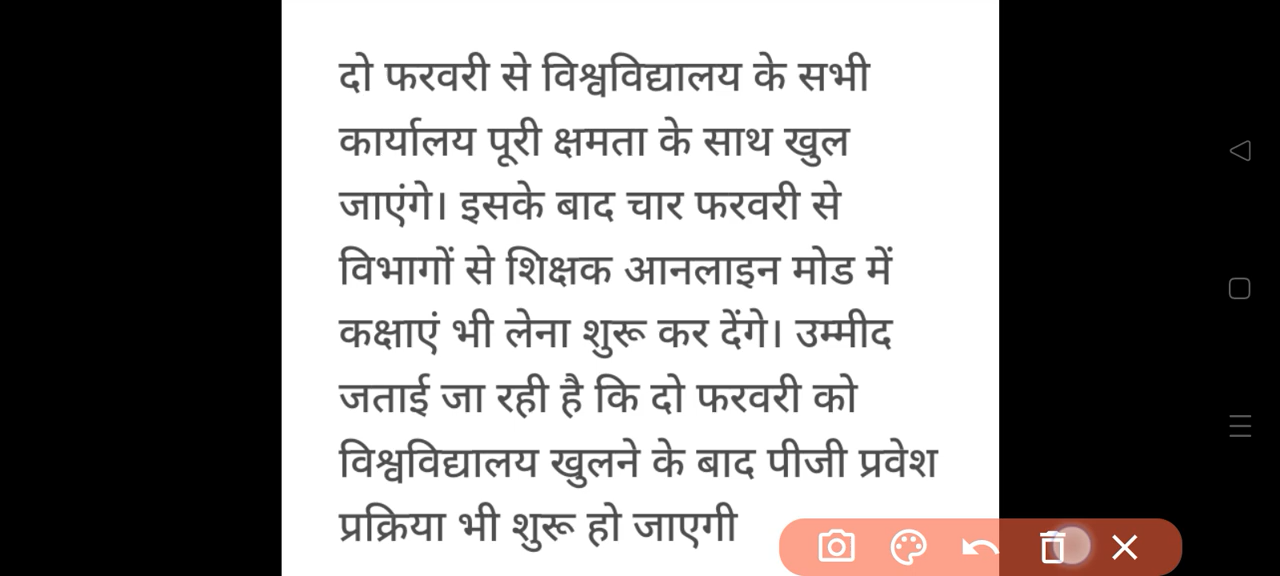 दो फरवरी से विश्वविद्यालय के सभी
कार्यालय पूरी क्षमता के साथ खुल
जाएंगे। इसके बाद चार फरवरी से
विभागों से शिक्षक आनलाइन मोड में
कक्षाएं भी लेना शुरू कर देंगे। उम्मीद
जताई जा रही है कि दो फरवरी को
विश्वविद्यालय खुलने के बाद पीजी प्रवेश
प्रक्रिया भी शुरू हो जाएगी